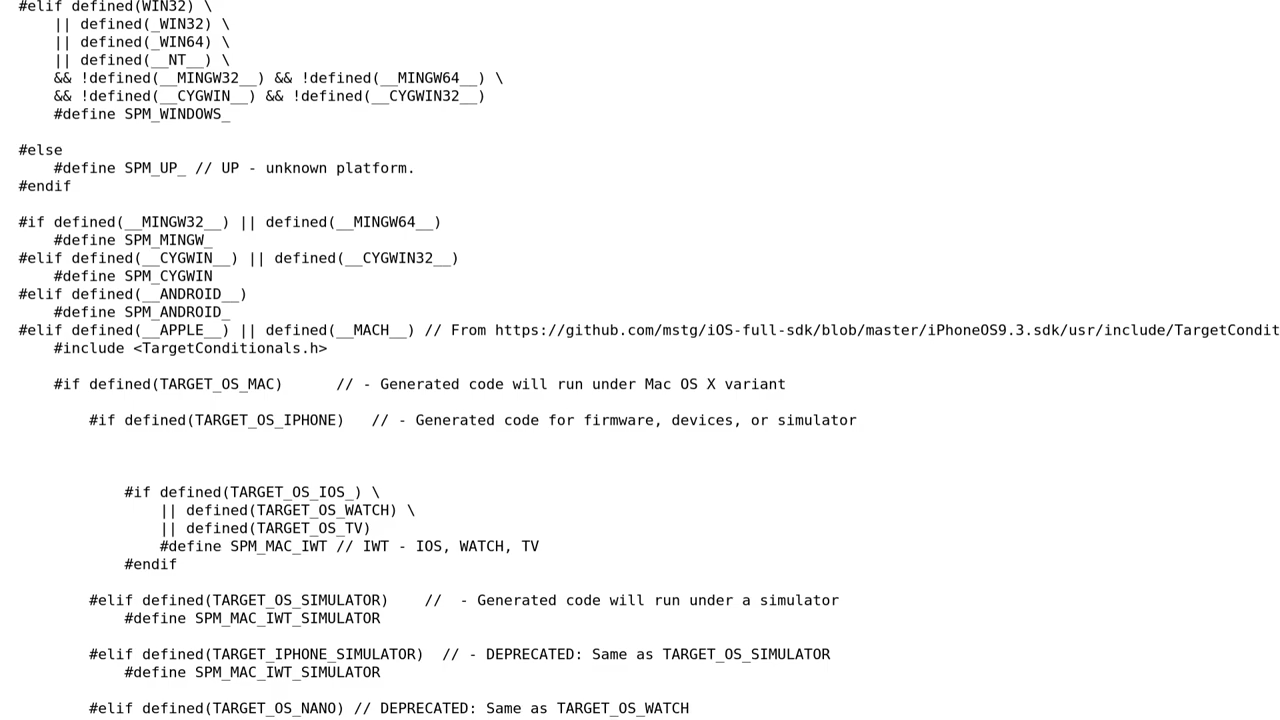 #elif defined(WIN32) \
    || defined(_WIN32) \
    || defined(_WIN64) \
    || defined(__NT__) \
    && !defined(__MINGW32__) && !defined(__MINGW64__) \
    && !defined(__CYGWIN__) && !defined(__CYGWIN32__)
    #define SPM_WINDOWS_

#else
    #define SPM_UP_ // UP - unknown platform.
#endif

#if defined(__MINGW32__) || defined(__MINGW64__)
    #define SPM_MINGW_
#elif defined(__CYGWIN__) || defined(__CYGWIN32__)
    #define SPM_CYGWIN
#elif defined(__ANDROID__)
    #define SPM_ANDROID_
#elif defined(__APPLE__) || defined(__MACH__) // From https://github.com/mstg/iOS-full-sdk/blob/master/iPhoneOS9.3.sdk/usr/include/TargetCondit
    #include <TargetConditionals.h>

    #if defined(TARGET_OS_MAC)      // - Generated code will run under Mac OS X variant

        #if defined(TARGET_OS_IPHONE)   // - Generated code for firmware, devices, or simulator

            #if defined(TARGET_OS_IOS_) \
                || defined(TARGET_OS_WATCH) \
                || defined(TARGET_OS_TV)
                #define SPM_MAC_IWT // IWT - IOS, WATCH, TV
            #endif

        #elif defined(TARGET_OS_SIMULATOR)    //  - Generated code will run under a simulator
            #define SPM_MAC_IWT_SIMULATOR

        #elif defined(TARGET_IPHONE_SIMULATOR)  // - DEPRECATED: Same as TARGET_OS_SIMULATOR
            #define SPM_MAC_IWT_SIMULATOR

        #elif defined(TARGET_OS_NANO) // DEPRECATED: Same as TARGET_OS_WATCH